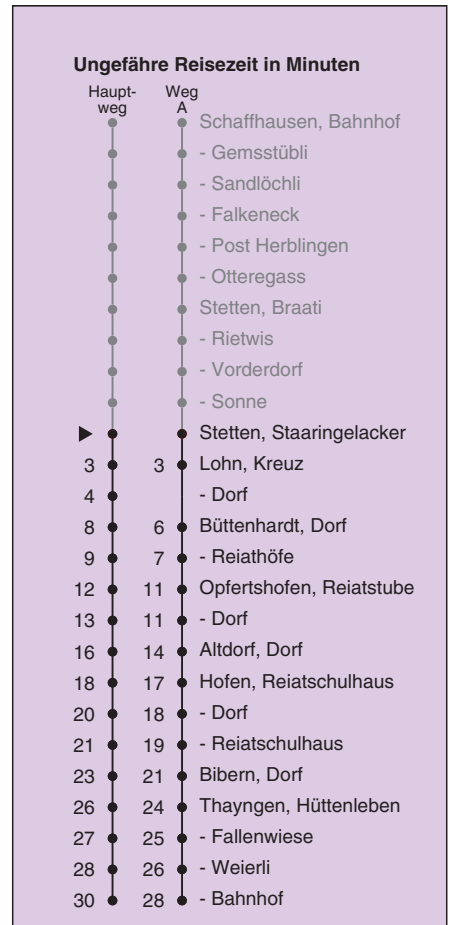 Ungefähre Reisezeit in Minuten
Haupt- Weg
weg A
Schaffhausen, Bahnhof
- Gemsstübli
- Sandlöchli
- Falkeneck
- Post Herblingen
- Otteregass
Stetten, Braati
- Rietwis
- Vorderdorf
- Sonne
Stetten, Staaringelacker
3 3 Lohn, Kreuz
4 - Dorf
8 6 Büttenhardt, Dorf
9 7 - Reiathöfe
12 11 Opfertshofen, Reiatstube
13 11 - Dorf
16 14 Altdorf, Dorf
18 17 Hofen, Reiatschulhaus
20 18 - Dorf
21 19 - Reiatschulhaus
23 21 Bibern, Dorf
26 24 Thayngen, Hüttenleben
27 25 - Fallenwiese
28 26 - Weierli
30 28 - Bahnhof